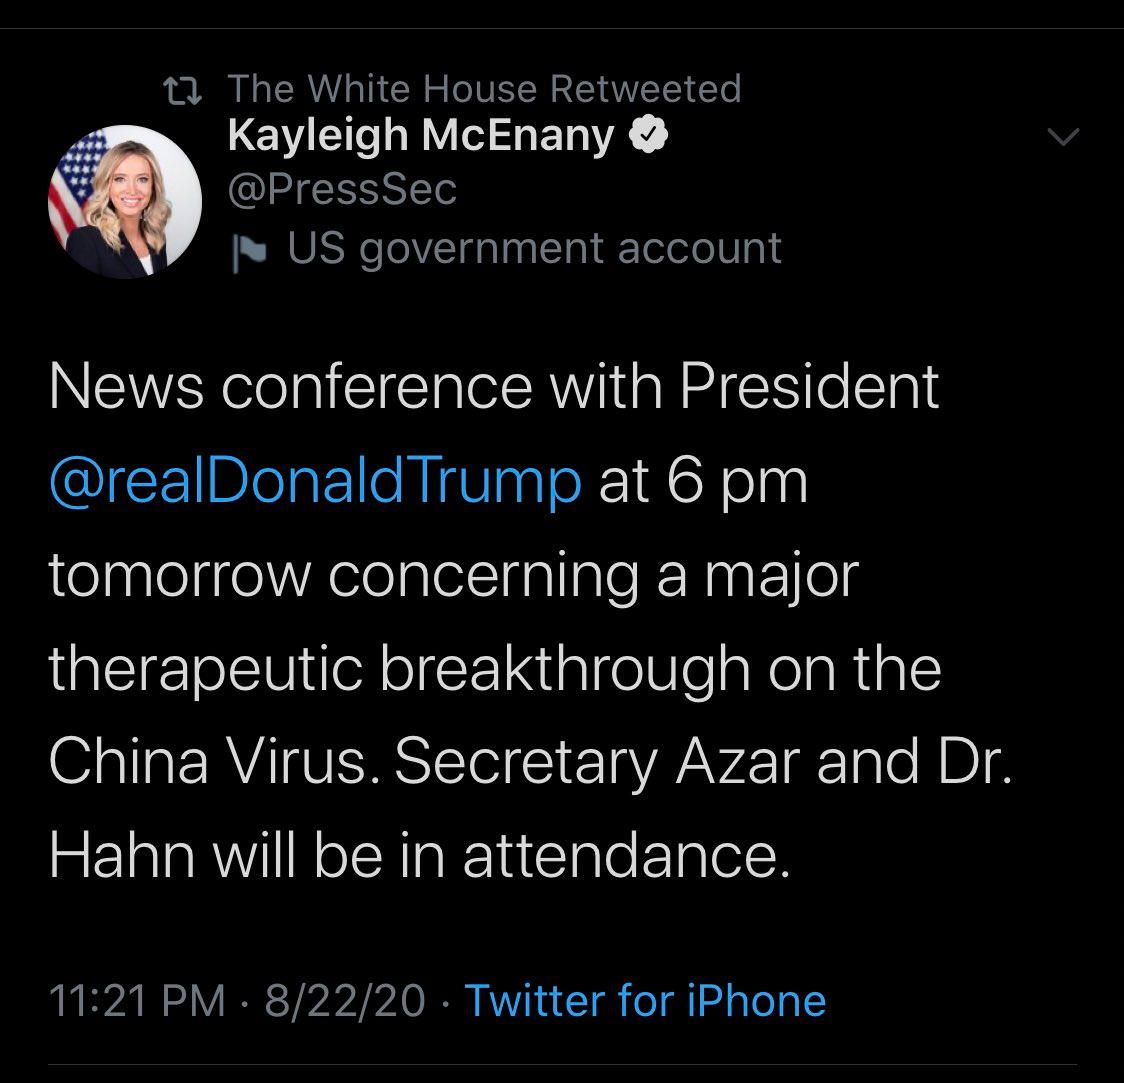 The White House Retweeted
Kayleigh McEnany
@PressSec
US government account
News conference with President
@realDonaldTrump at 6 pm
tomorrow concerning a major
therapeutic breakthrough on the
China Virus. Secretary Azar and Dr.
Hahn will be in attendance.
11:21 PM · 8/22/20 · Twitter for iPhone